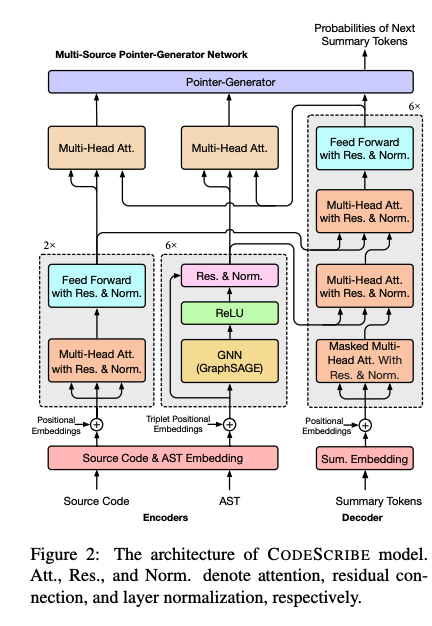 Probabilities of Next
Summary Tokens
Multi-Source Pointer-Generator Network
Pointer-Generator
6×
Multi-Head Att.
Multi-Head Att.
Feed Forward
with Res. & Norm.
Multi-Head Att.
with Res. & Norm.
2×
6×
Feed Forward
with Res. & Norm.
Res. & Norm.
Multi-Head Att.
with Res. & Norm.
ReLU
Multi-Head Att.
with Res. & Norm.
GNN
(GraphSAGE)
Masked Multi-
Head Att. With
Res. & Norm.
Positional
Embeddings
Triplet Positional
Embeddings
Positional
Embeddings
Source Code & AST Embedding
Sum. Embedding
Source Code
AST
Summary Tokens
Encoders
Decoder
Figure 2: The architecture of CODESCRIBE model.
Att., Res., and Norm. denote attention, residual con-
nection, and layer normalization, respectively.